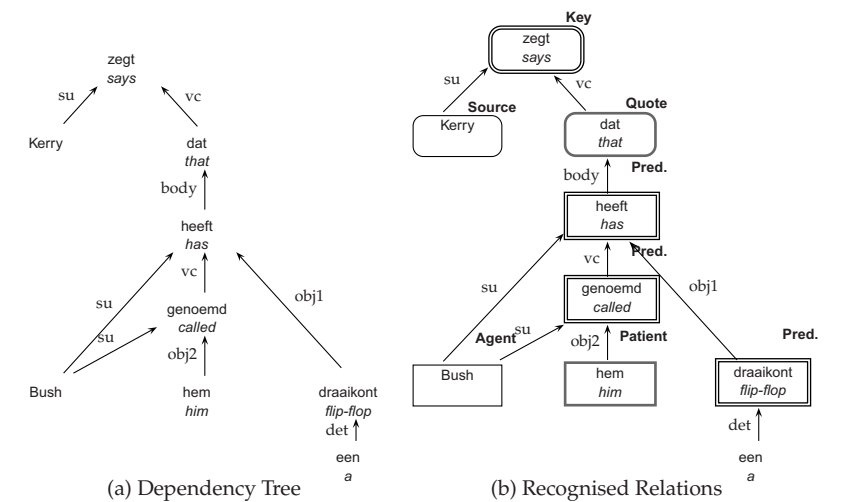 zegt
says
su
vc
Kerry
dat
that
body
heeft
has
vc
su
obj1
genoemd
called
su
obj2
Bush
hem
him
draaikont
flip-flop
det
een
a
(a) Dependency Tree
Key
zegt
says
su
vc
Source
Quote
Kerry
dat
that
body
Pred.
heeft
has
Pred.
vc
su
obj1
genoemd
called
Agent
su
obj2
Patient
Pred.
Bush
hem
him
draaikont
flip-flop
det
een
a
(b) Recognised Relations